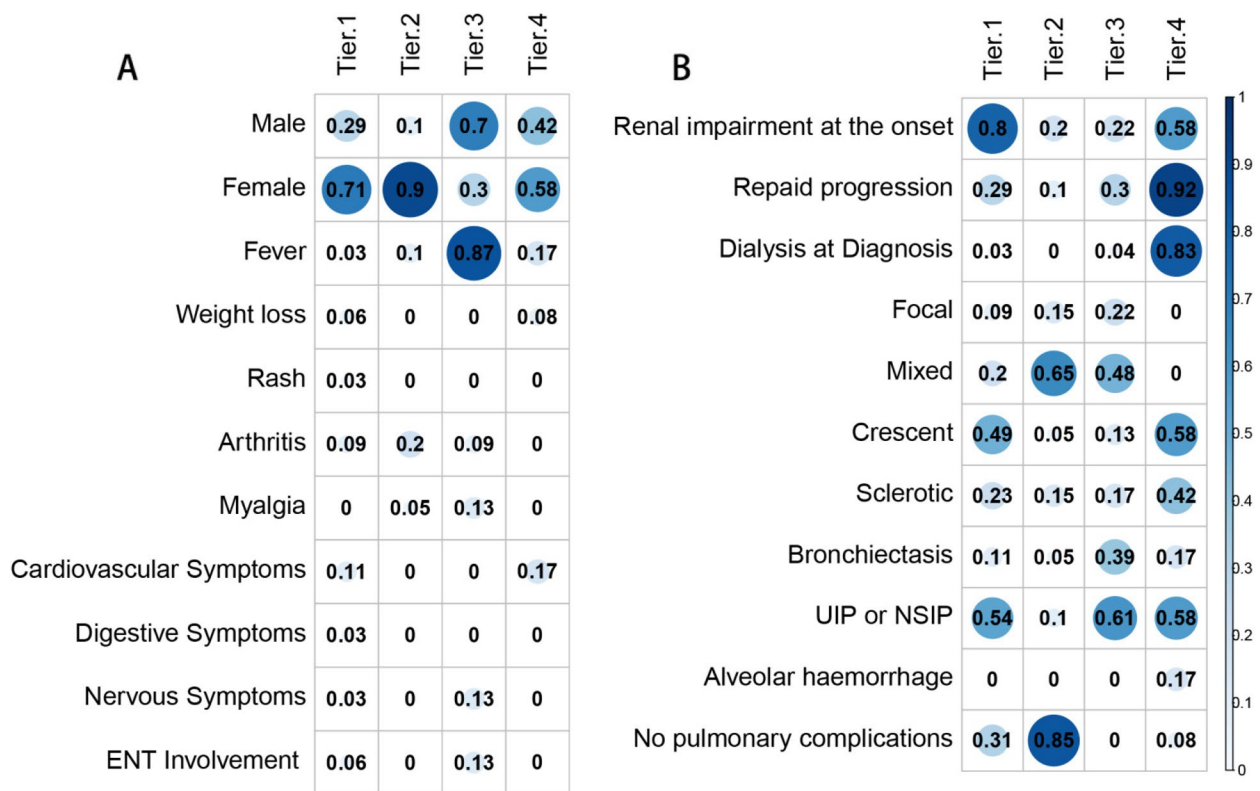 A
Tier.1 Tier.2 Tier.3 Tier.4
Male 0.29 0.1 0.7 0.42
Female 0.71 0.9 0.3 0.58
Fever 0.03 0.1 0.87 0.17
Weight loss 0.06 0 0 0.08
Rash 0.03 0 0 0
Arthritis 0.09 0.2 0.09 0
Myalgia 0 0.05 0.13 0
Cardiovascular Symptoms 0.11 0 0 0.17
Digestive Symptoms 0.03 0 0 0
Nervous Symptoms 0.03 0 0.13 0
ENT Involvement 0.06 0 0.13 0
B
Tier.1 Tier.2 Tier.3 Tier.4
Renal impairment at the onset 0.8 0.2 0.22 0.58
Repaid progression 0.29 0.1 0.3 0.92
Dialysis at Diagnosis 0.03 0 0.04 0.83
Focal 0.09 0.15 0.22 0
Mixed 0.2 0.65 0.48 0
Crescent 0.49 0.05 0.13 0.58
Sclerotic 0.23 0.15 0.17 0.42
Bronchiectasis 0.11 0.05 0.39 0.17
UIP or NSIP 0.54 0.1 0.61 0.58
Alveolar haemorrhage 0 0 0 0.17
No pulmonary complications 0.31 0.85 0 0.08
1
0.9
0.8
0.7
0.6
0.5
0.4
0.3
0.2
0.1
0